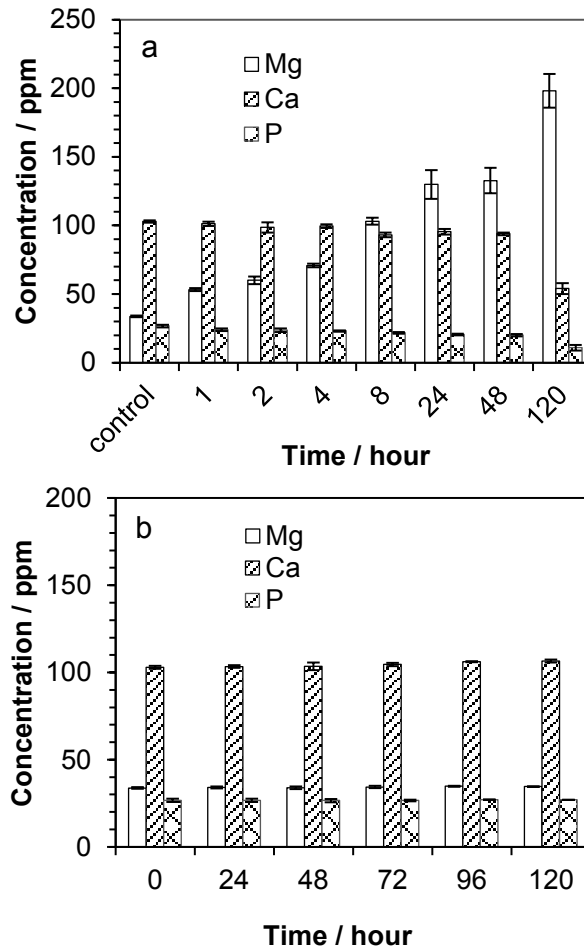 250
200
150
100
50
0
Concentration / ppm
a
Mg
Ca
P
control 1 2 4 8 24 48 120
Time / hour
200
150
100
50
0
Concentration / ppm
b
Mg
Ca
P
0 24 48 72 96 120
Time / hour